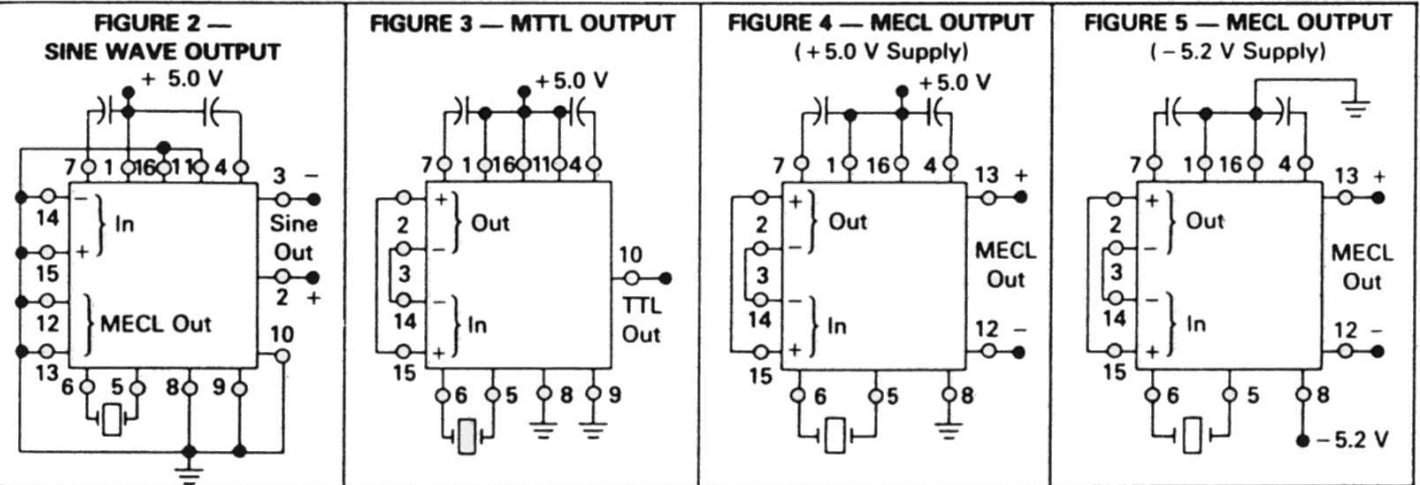 FIGURE 2 —
SINE WAVE OUTPUT
+ 5.0 V
7 1 16 11 4
3 −
14 − In
Sine
Out
15 +
2 +
12 MECL Out
10
13
6 5 8 9
FIGURE 3 — MTTL OUTPUT
+5.0 V
7 1 16 11 4
+
2 Out
−
3
10
−
TTL
14 In
Out
+
15
6 5 8 9
FIGURE 4 — MECL OUTPUT
(+5.0 V Supply)
+5.0 V
7 1 16 4
13 +
+
2 Out
−
MECL
3
Out
−
14 In
12 −
+
15
6 5 8
FIGURE 5 — MECL OUTPUT
(−5.2 V Supply)
7 1 16 4
13 +
+
2 Out
−
MECL
3
Out
−
14 In
12 −
+
15
6 5 8
−5.2 V